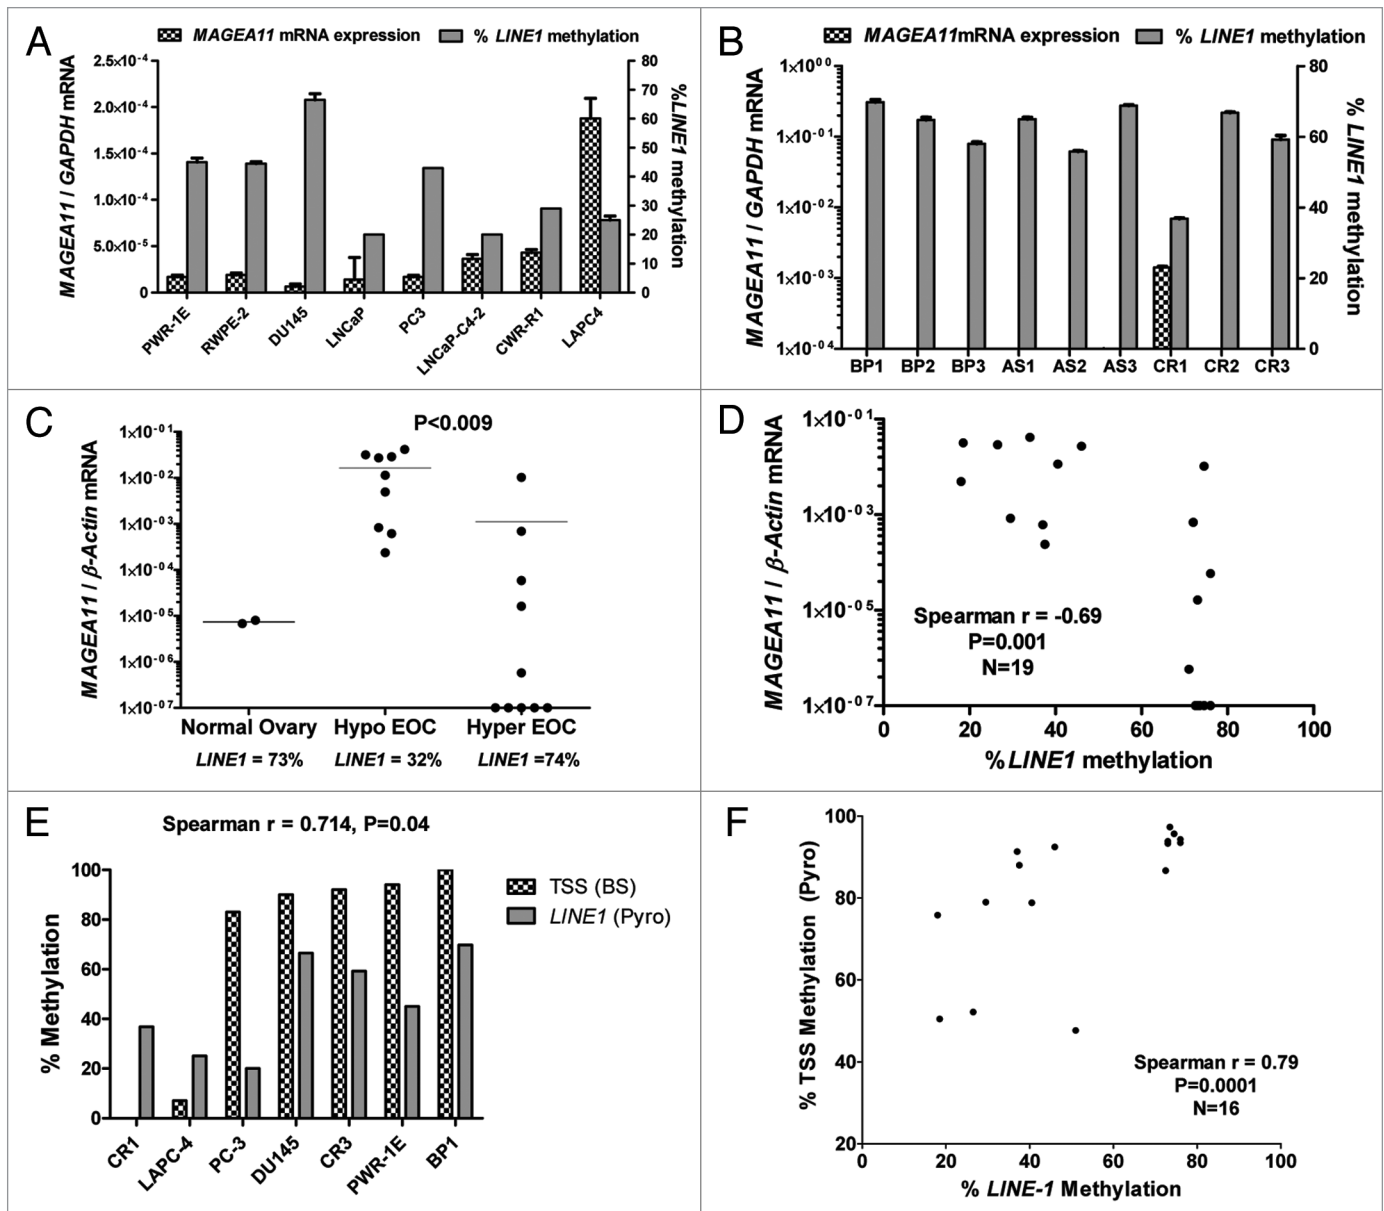 A
MAGEA11 mRNA expression
% LINE1 methylation
MAGEA11 / GAPDH mRNA
2.5×10⁻⁴
2.0×10⁻⁴
1.5×10⁻⁴
1.0×10⁻⁴
5.0×10⁻⁵
0
80
70
60
50
40
30
20
10
0
%LINE1 methylation
PWR-1E
RWPE-2
DU145
LNCaP
PC3
LNCaP-C4-2
CWR-R1
LAPC4
B
MAGEA11mRNA expression
% LINE1 methylation
MAGEA11 / GAPDH mRNA
1×10⁰⁰
1×10⁻⁰¹
1×10⁻⁰²
1×10⁻⁰³
1×10⁻⁰⁴
80
60
40
20
0
% LINE1 methylation
BP1 BP2 BP3 AS1 AS2 AS3 CR1 CR2 CR3
C
P<0.009
MAGEA11 / β-Actin mRNA
1×10⁻⁰¹
1×10⁻⁰²
1×10⁻⁰³
1×10⁻⁰⁴
1×10⁻⁰⁵
1×10⁻⁰⁶
1×10⁻⁰⁷
Normal Ovary Hypo EOC Hyper EOC
LINE1 = 73% LINE1 = 32% LINE1 =74%
D
MAGEA11 / β-Actin mRNA
1×10⁻⁰¹
1×10⁻⁰³
1×10⁻⁰⁵
1×10⁻⁰⁷
Spearman r = -0.69
P=0.001
N=19
0 20 40 60 80 100
%LINE1 methylation
E
Spearman r = 0.714, P=0.04
% Methylation
100
80
60
40
20
0
TSS (BS)
LINE1 (Pyro)
CR1
LAPC-4
PC-3
DU145
CR3
PWR-1E
BP1
F
% TSS Methylation (Pyro)
100
80
60
40
20
Spearman r = 0.79
P=0.0001
N=16
0 20 40 60 80 100
% LINE-1 Methylation